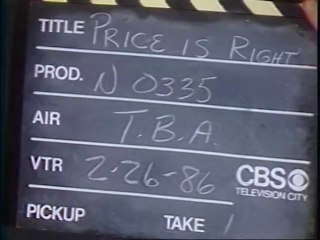 TITLE PRICE IS RIGHT
PROD. N 0335
AIR T.B.A.
VTR 2-26-86
CBS
TELEVISION CITY
PICKUP TAKE 1